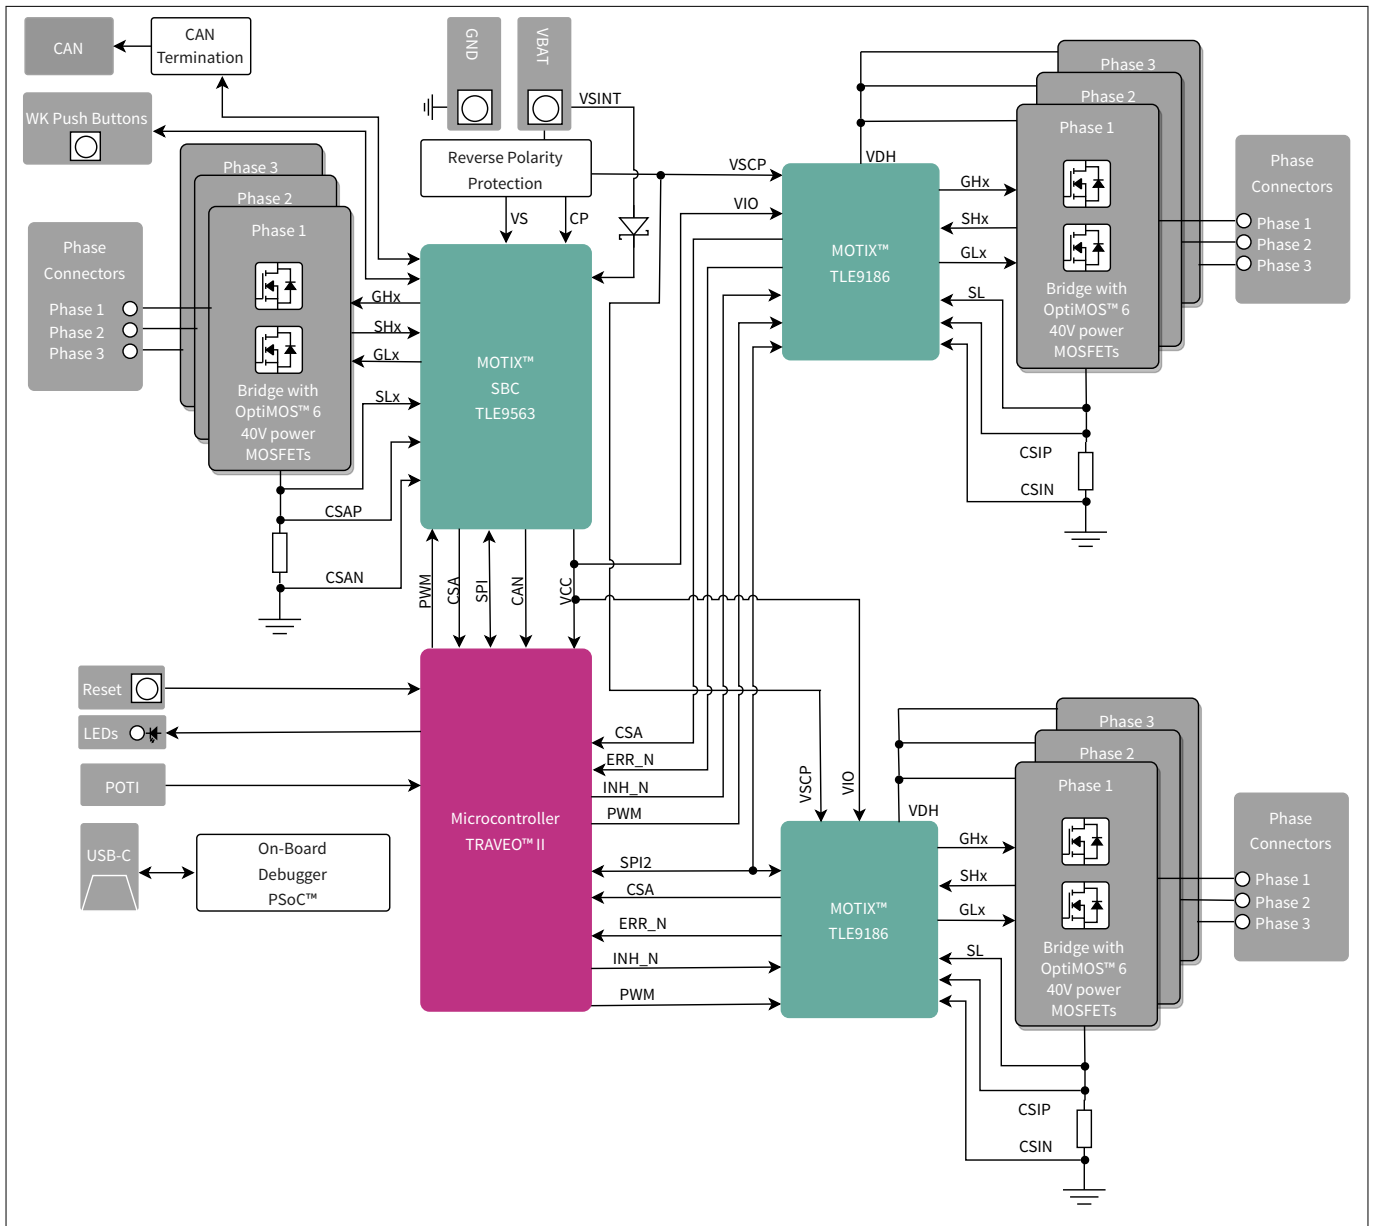 CAN
CAN
Termination
GND
VBAT
VSINT
WK Push Buttons
Reverse Polarity
Protection
VS
CP
VSCP
VIO
VDH
Phase 3
Phase 2
Phase 1
Bridge with
OptiMOS™ 6
40V power
MOSFETs
Phase
Connectors
Phase 1
Phase 2
Phase 3
GHx
SHx
GLx
SLx
CSAP
CSAN
MOTIX™
SBC
TLE9563
MOTIX™
TLE9186
GHx
SHx
GLx
SL
CSIP
CSIN
Phase 3
Phase 2
Phase 1
Bridge with
OptiMOS™ 6
40V power
MOSFETs
Phase
Connectors
Phase 1
Phase 2
Phase 3
PWM
CSA
SPI
CAN
VCC
Reset
LEDs
POTI
USB-C
On-Board
Debugger
PSoC™
Microcontroller
TRAVEO™ II
CSA
ERR_N
INH_N
PWM
SPI2
CSA
ERR_N
INH_N
PWM
VSCP
VIO
VDH
MOTIX™
TLE9186
GHx
SHx
GLx
SL
CSIP
CSIN
Phase 3
Phase 2
Phase 1
Bridge with
OptiMOS™ 6
40V power
MOSFETs
Phase
Connectors
Phase 1
Phase 2
Phase 3